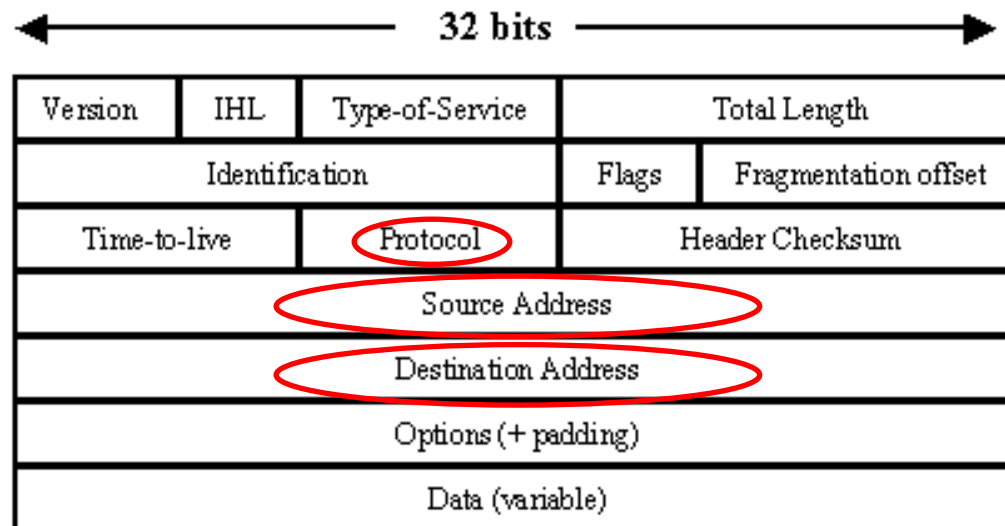 32 bits
Version IHL Type-of-Service Total Length
Identification Flags Fragmentation offset
Time-to-live Protocol Header Checksum
Source Address
Destination Address
Options (+ padding)
Data (variable)